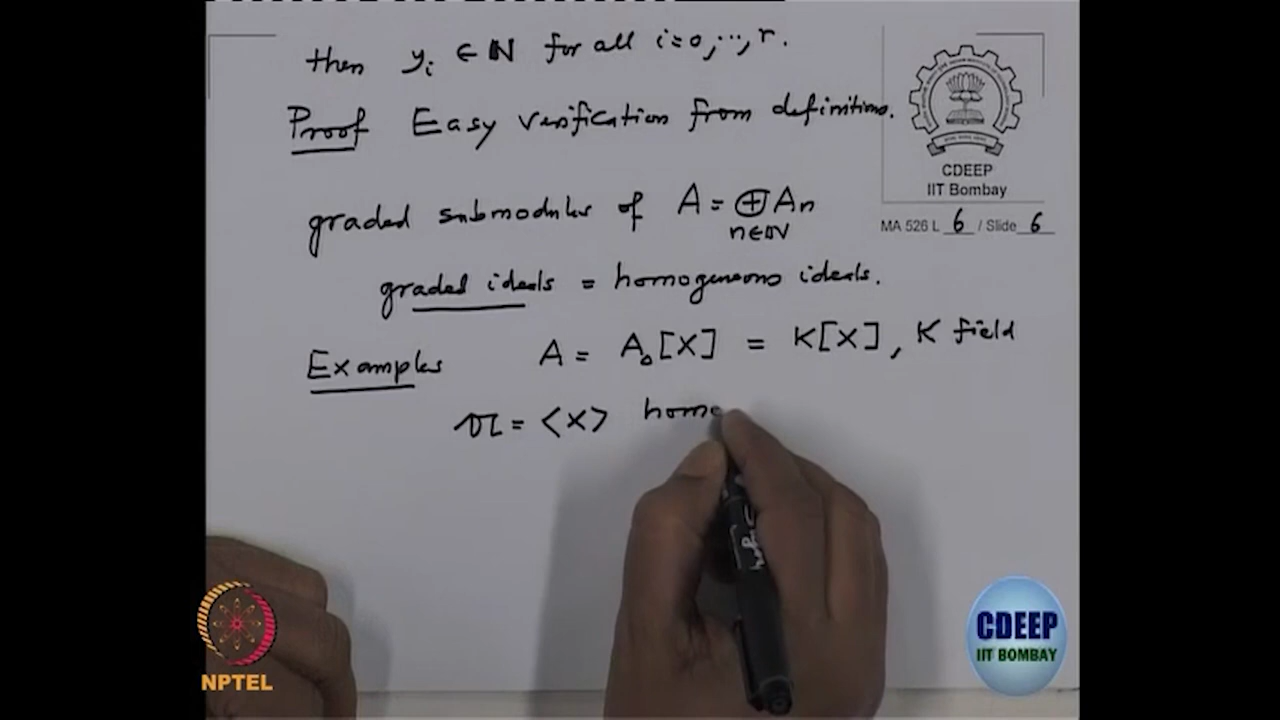 then yᵢ ∈ N for all i=0,...,r.
Proof Easy verification from definitions.
CDEEP
IIT Bombay
MA 526 L 6 / Slide 6
graded submodules of A = ⊕ An
n∈ℕ
graded ideals = homogeneous ideals.
Examples A = A₀[X] = K[X], K field
𝔐 = <X> homo
NPTEL
CDEEP
IIT BOMBAY